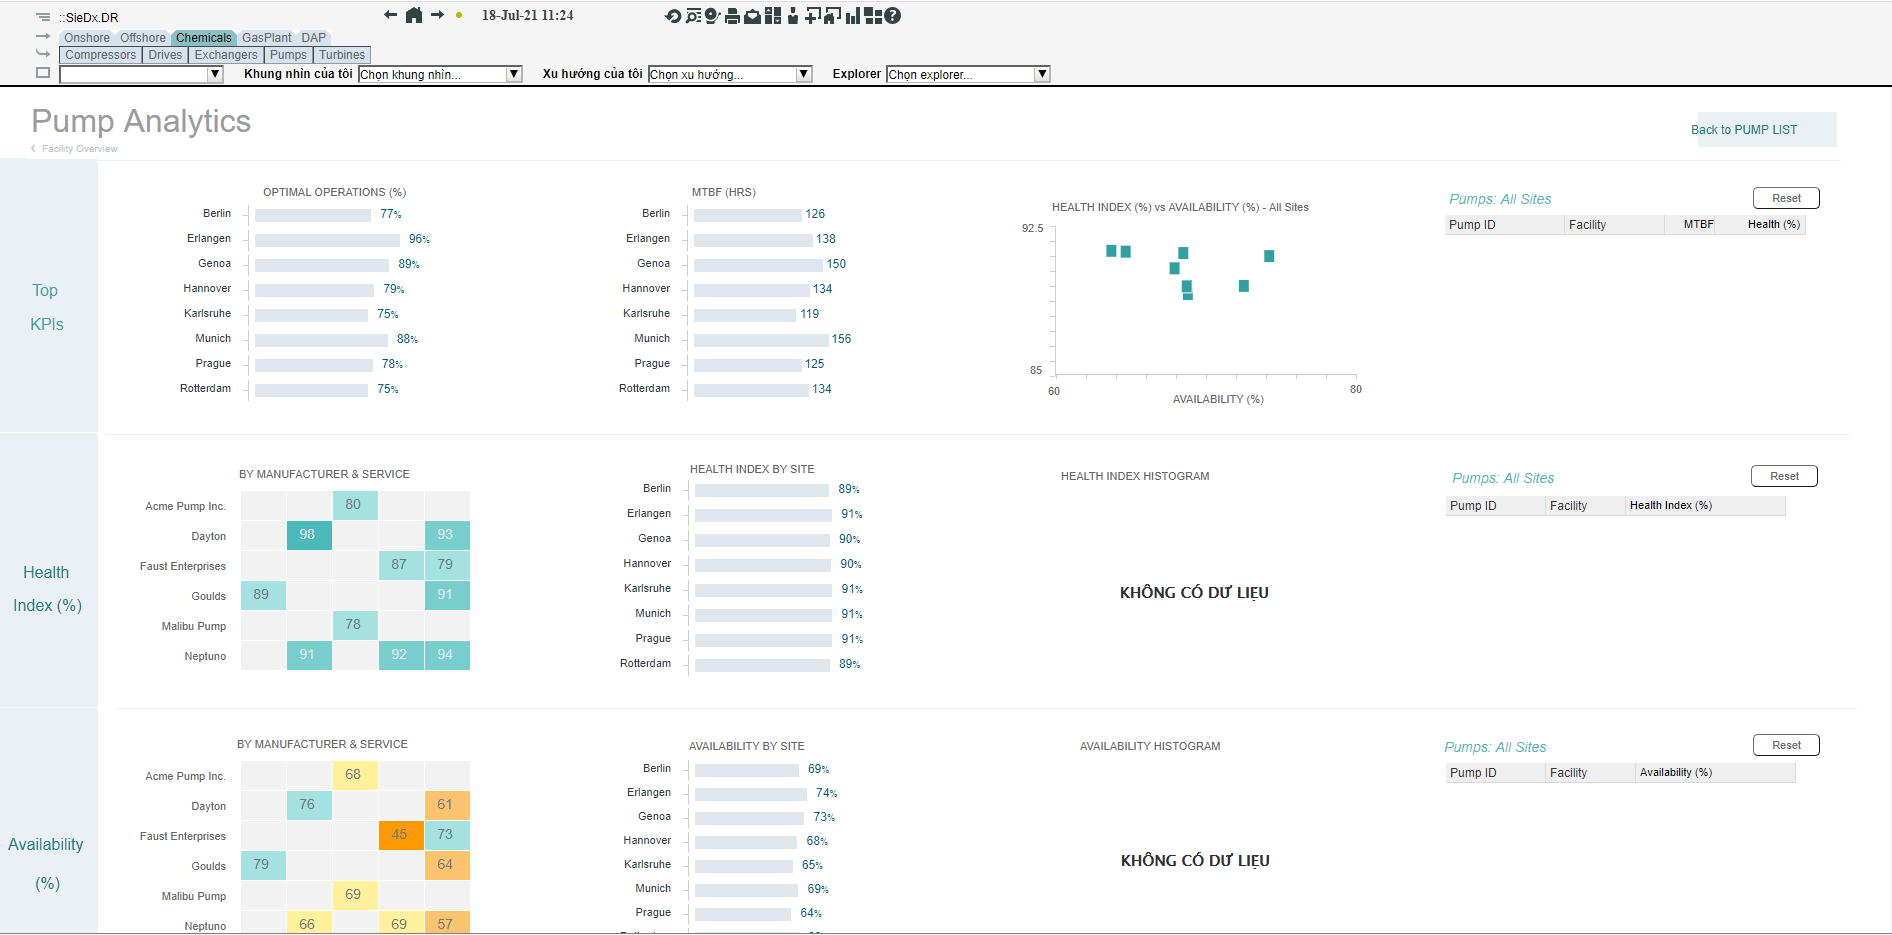 ::SieDx.DR
18-Jul-21 11:24
Onshore Offshore Chemicals GasPlant DAP
Compressors Drives Exchangers Pumps Turbines
Khung nhìn của tôi Chọn khung nhìn... Xu hướng của tôi Chọn xu hướng... Explorer Chọn explorer...
Pump Analytics
Facility Overview
Back to PUMP LIST
Top
KPIs
OPTIMAL OPERATIONS (%)
Berlin 77%
Erlangen 96%
Genoa 89%
Hannover 79%
Karlsruhe 75%
Munich 88%
Prague 78%
Rotterdam 75%
MTBF (HRS)
Berlin 126
Erlangen 138
Genoa 150
Hannover 134
Karlsruhe 119
Munich 156
Prague 125
Rotterdam 134
HEALTH INDEX (%) vs AVAILABILITY (%) - All Sites
92.5
85
60 80
AVAILABILITY (%)
Pumps: All Sites
Reset
Pump ID Facility MTBF Health (%)
Health
Index (%)
BY MANUFACTURER & SERVICE
Acme Pump Inc. 80
Dayton 98 93
Faust Enterprises 87 79
Goulds 89 91
Malibu Pump 78
Neptuno 91 92 94
HEALTH INDEX BY SITE
Berlin 89%
Erlangen 91%
Genoa 90%
Hannover 90%
Karlsruhe 91%
Munich 91%
Prague 91%
Rotterdam 89%
HEALTH INDEX HISTOGRAM
KHÔNG CÓ DỮ LIỆU
Pumps: All Sites
Reset
Pump ID Facility Health Index (%)
Availability
(%)
BY MANUFACTURER & SERVICE
Acme Pump Inc. 68
Dayton 76 61
Faust Enterprises 45 73
Goulds 79 64
Malibu Pump 69
Neptuno 66 69 57
AVAILABILITY BY SITE
Berlin 69%
Erlangen 74%
Genoa 73%
Hannover 68%
Karlsruhe 65%
Munich 69%
Prague 64%
AVAILABILITY HISTOGRAM
KHÔNG CÓ DỮ LIỆU
Pumps: All Sites
Reset
Pump ID Facility Availability (%)